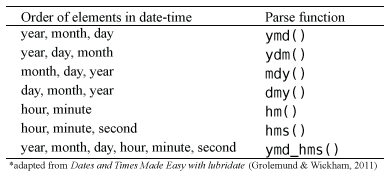 Order of elements in date-time Parse function
year, month, day ymd()
year, day, month ydm()
month, day, year mdy()
day, month, year dmy()
hour, minute hm()
hour, minute, second hms()
year, month, day, hour, minute, second ymd_hms()
*adapted from Dates and Times Made Easy with lubridate (Grolemund & Wickham, 2011)